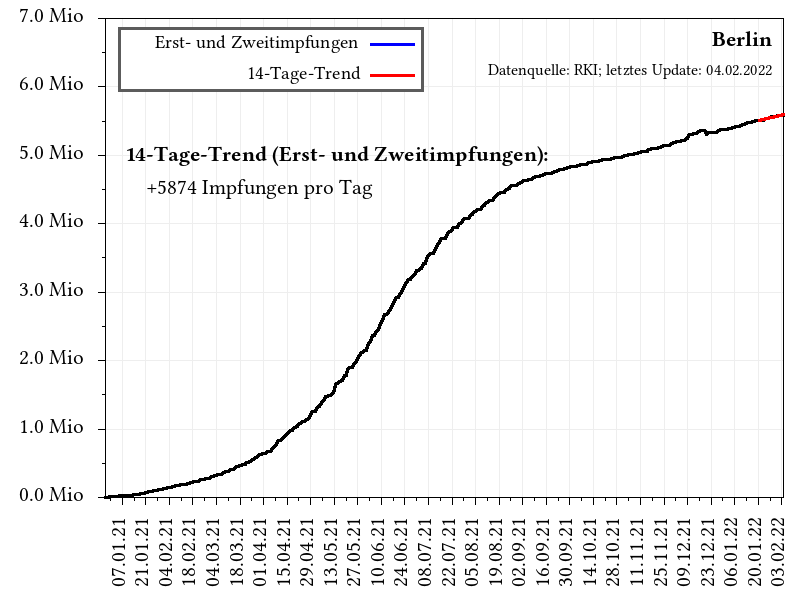 7.0 Mio
6.0 Mio
5.0 Mio
4.0 Mio
3.0 Mio
2.0 Mio
1.0 Mio
0.0 Mio
Erst- und Zweitimpfungen
14-Tage-Trend
Berlin
Datenquelle: RKI; letztes Update: 04.02.2022
14-Tage-Trend (Erst- und Zweitimpfungen):
+5874 Impfungen pro Tag
07.01.21
21.01.21
04.02.21
18.02.21
04.03.21
18.03.21
01.04.21
15.04.21
29.04.21
13.05.21
27.05.21
10.06.21
24.06.21
08.07.21
22.07.21
05.08.21
19.08.21
02.09.21
16.09.21
30.09.21
14.10.21
28.10.21
11.11.21
25.11.21
09.12.21
23.12.21
06.01.22
20.01.22
03.02.22